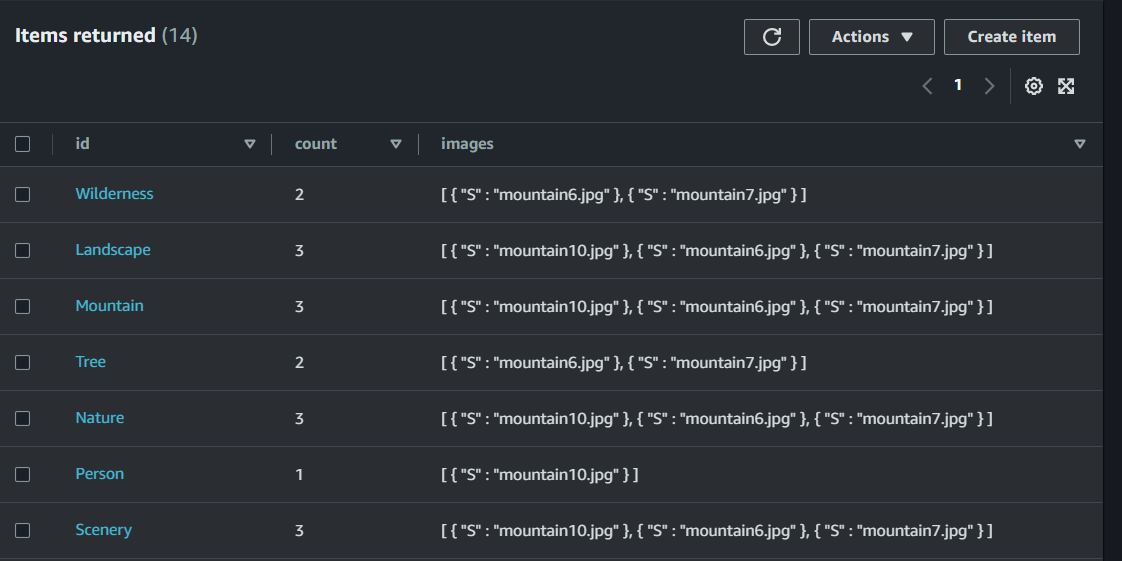 Items returned (14) Actions Create item
1
id count images
Wilderness 2 [ { "S" : "mountain6.jpg" }, { "S" : "mountain7.jpg" } ]
Landscape 3 [ { "S" : "mountain10.jpg" }, { "S" : "mountain6.jpg" }, { "S" : "mountain7.jpg" } ]
Mountain 3 [ { "S" : "mountain10.jpg" }, { "S" : "mountain6.jpg" }, { "S" : "mountain7.jpg" } ]
Tree 2 [ { "S" : "mountain6.jpg" }, { "S" : "mountain7.jpg" } ]
Nature 3 [ { "S" : "mountain10.jpg" }, { "S" : "mountain6.jpg" }, { "S" : "mountain7.jpg" } ]
Person 1 [ { "S" : "mountain10.jpg" } ]
Scenery 3 [ { "S" : "mountain10.jpg" }, { "S" : "mountain6.jpg" }, { "S" : "mountain7.jpg" } ]